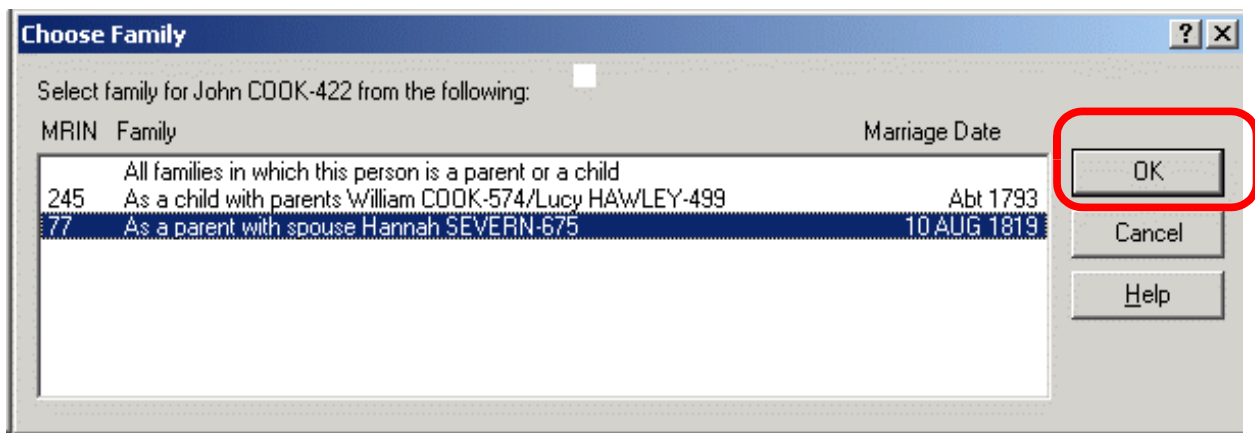 Choose Family
? X
Select family for John COOK-422 from the following:
MRIN Family Marriage Date
All families in which this person is a parent or a child
245 As a child with parents William COOK-574/Lucy HAWLEY-499 Abt 1793
77 As a parent with spouse Hannah SEVERN-675 10 AUG 1819
OK
Cancel
Help